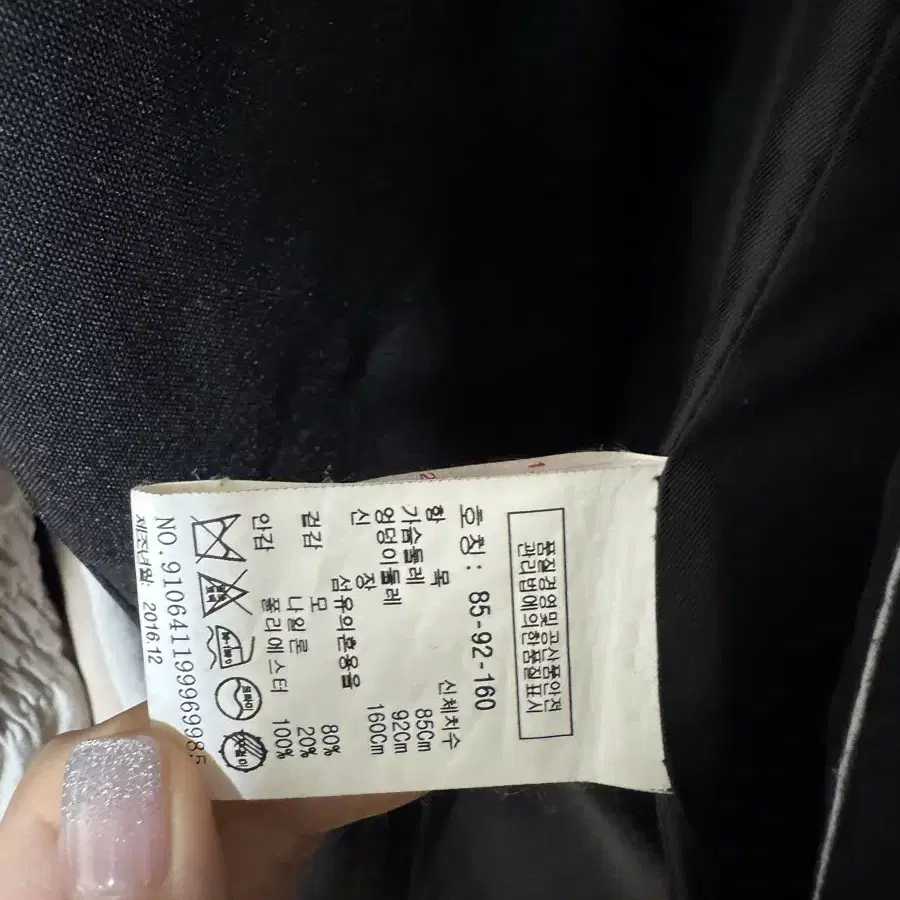 품질경영및공산품안전
관리법에의한품질표시
호칭: 85-92-160
항 목 신체치수
가슴둘레 85Cm
엉덩이둘레 92Cm
신 장 160Cm
섬유의혼용율
겉감 모 80%
나일론 20%
안감 폴리에스터 100%
드라이
NO.910641199969985
제조년월: 2016.12